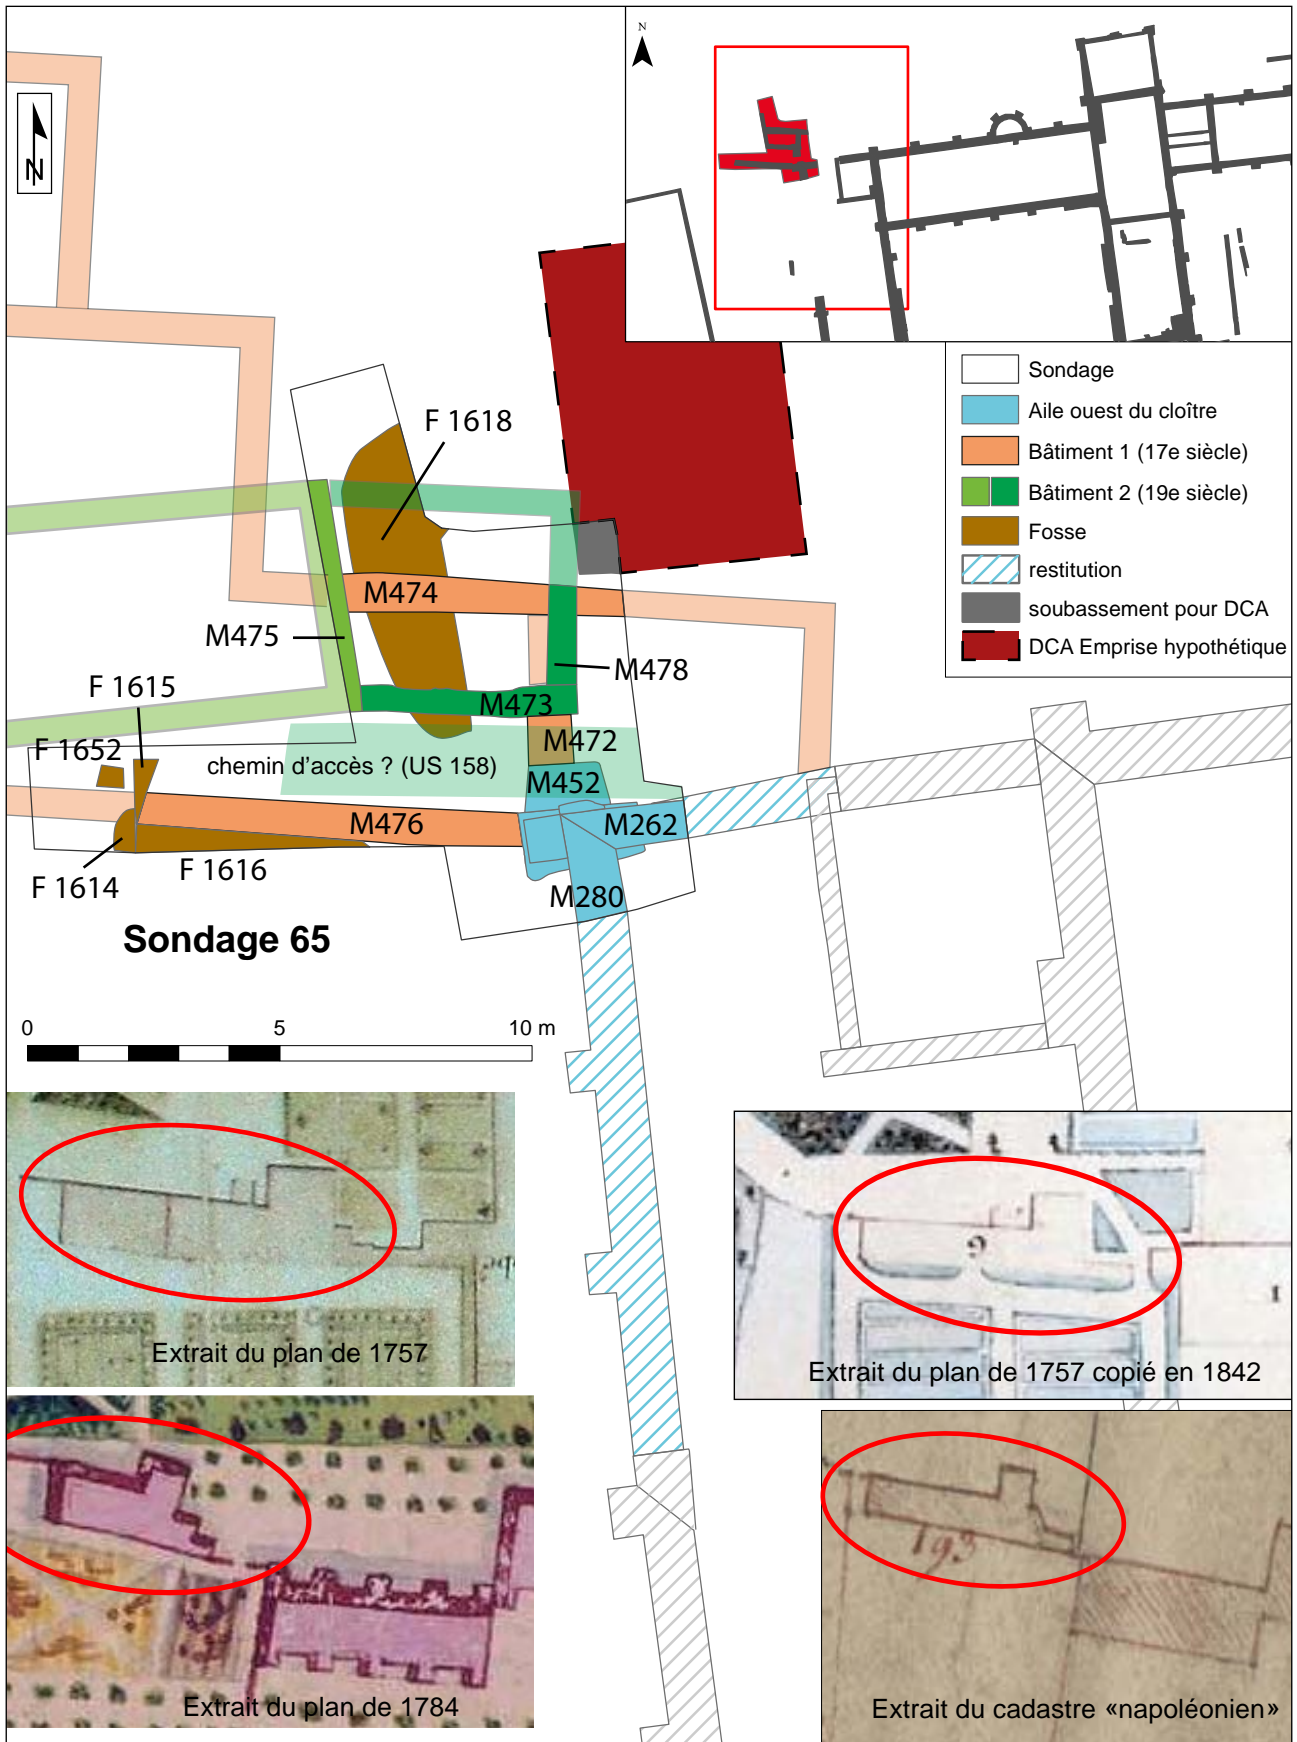 N
N
Sondage
Aile ouest du cloître
Bâtiment 1 (17e siècle)
Bâtiment 2 (19e siècle)
Fosse
restitution
soubassement pour DCA
DCA Emprise hypothétique
F 1618
M474
M475
M478
F 1615
M473
F 1652
M472
chemin d'accès ? (US 158)
M452
M476
M262
F 1614
F 1616
M280
Sondage 65
0 5 10 m
Extrait du plan de 1757
9
1
Extrait du plan de 1757 copié en 1842
Extrait du plan de 1784
193
Extrait du cadastre «napoléonien»